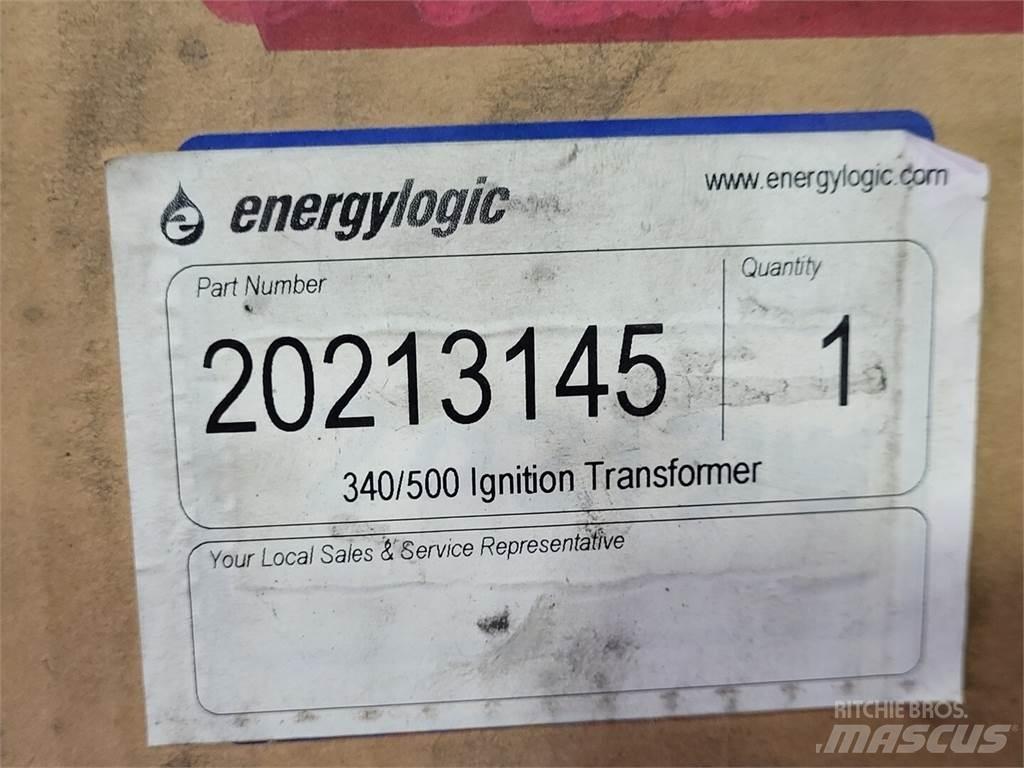 energylogic
www.energylogic.com
Part Number
Quantity
20213145
1
340/500 Ignition Transformer
Your Local Sales & Service Representative
RITCHIE BROS.
MASCUS